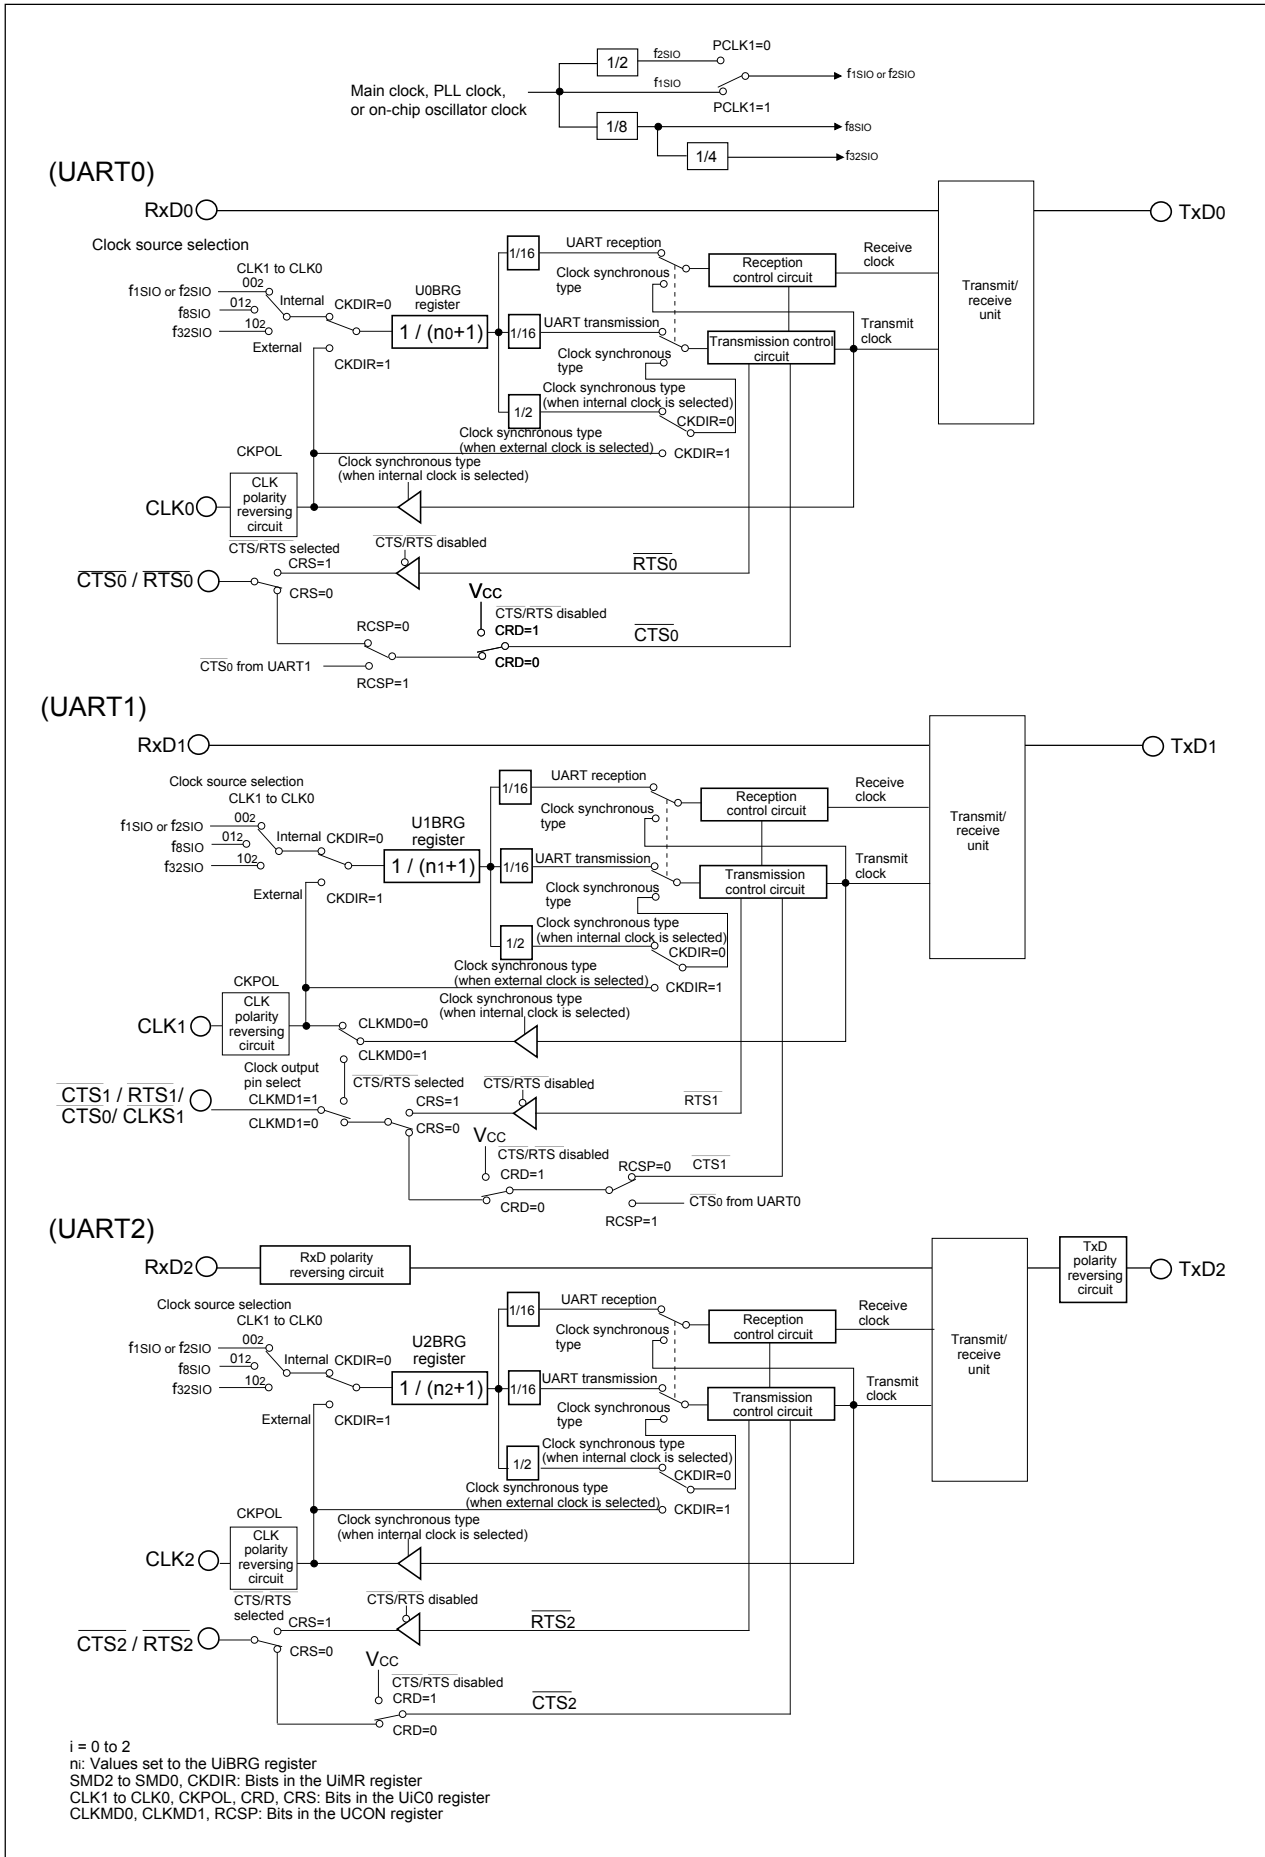 f2SIO
PCLK1=0
1/2
f1SIO
f1SIO or f2SIO
Main clock, PLL clock,
or on-chip oscillator clock
PCLK1=1
1/8
f8SIO
1/4
f32SIO
(UART0)
RxD0
TxD0
Clock source selection
CLK1 to CLK0
f1SIO or f2SIO
002
f8SIO
012
f32SIO
102
Internal
CKDIR=0
External
CKDIR=1
U0BRG
register
1 / (n0+1)
1/16
UART reception
Clock synchronous
type
Reception
control circuit
Receive
clock
1/16
UART transmission
Clock synchronous
type
Transmission control
circuit
Transmit
clock
Transmit/
receive
unit
1/2
Clock synchronous type
(when internal clock is selected)
CKDIR=0
Clock synchronous type
(when external clock is selected)
CKDIR=1
CKPOL
CLK0
CLK
polarity
reversing
circuit
Clock synchronous type
(when internal clock is selected)
CTS/RTS selected
CTS/RTS disabled
CTS0 / RTS0
CRS=1
CRS=0
RTS0
VCC
CTS/RTS disabled
CRD=1
CRD=0
CTS0
RCSP=0
CTS0 from UART1
RCSP=1
(UART1)
RxD1
TxD1
Clock source selection
CLK1 to CLK0
f1SIO or f2SIO
002
f8SIO
012
f32SIO
102
Internal
CKDIR=0
External
CKDIR=1
U1BRG
register
1 / (n1+1)
1/16
UART reception
Clock synchronous
type
Reception
control circuit
Receive
clock
1/16
UART transmission
Clock synchronous
type
Transmission
control circuit
Transmit
clock
Transmit/
receive
unit
1/2
Clock synchronous type
(when internal clock is selected)
CKDIR=0
Clock synchronous type
(when external clock is selected)
CKDIR=1
CKPOL
CLK1
CLK
polarity
reversing
circuit
Clock synchronous type
(when internal clock is selected)
CLKMD0=0
CLKMD0=1
Clock output
pin select
CTS/RTS selected
CTS/RTS disabled
CTS1 / RTS1/
CTS0/ CLKS1
CLKMD1=1
CLKMD1=0
CRS=1
CRS=0
RTS1
VCC
CTS/RTS disabled
CRD=1
CRD=0
RCSP=0
CTS1
CTS0 from UART0
RCSP=1
(UART2)
RxD2
RxD polarity
reversing circuit
TxD
polarity
reversing
circuit
TxD2
Clock source selection
CLK1 to CLK0
f1SIO or f2SIO
002
f8SIO
012
f32SIO
102
Internal
CKDIR=0
External
CKDIR=1
U2BRG
register
1 / (n2+1)
1/16
UART reception
Clock synchronous
type
Reception
control circuit
Receive
clock
1/16
UART transmission
Clock synchronous
type
Transmission
control circuit
Transmit
clock
Transmit/
receive
unit
1/2
Clock synchronous type
(when internal clock is selected)
CKDIR=0
Clock synchronous type
(when external clock is selected)
CKDIR=1
CKPOL
CLK2
CLK
polarity
reversing
circuit
Clock synchronous type
(when internal clock is selected)
CTS/RTS
selected
CTS/RTS disabled
CTS2 / RTS2
CRS=1
CRS=0
RTS2
VCC
CTS/RTS disabled
CRD=1
CRD=0
CTS2
i = 0 to 2
ni: Values set to the UiBRG register
SMD2 to SMD0, CKDIR: Bists in the UiMR register
CLK1 to CLK0, CKPOL, CRD, CRS: Bits in the UiC0 register
CLKMD0, CLKMD1, RCSP: Bits in the UCON register